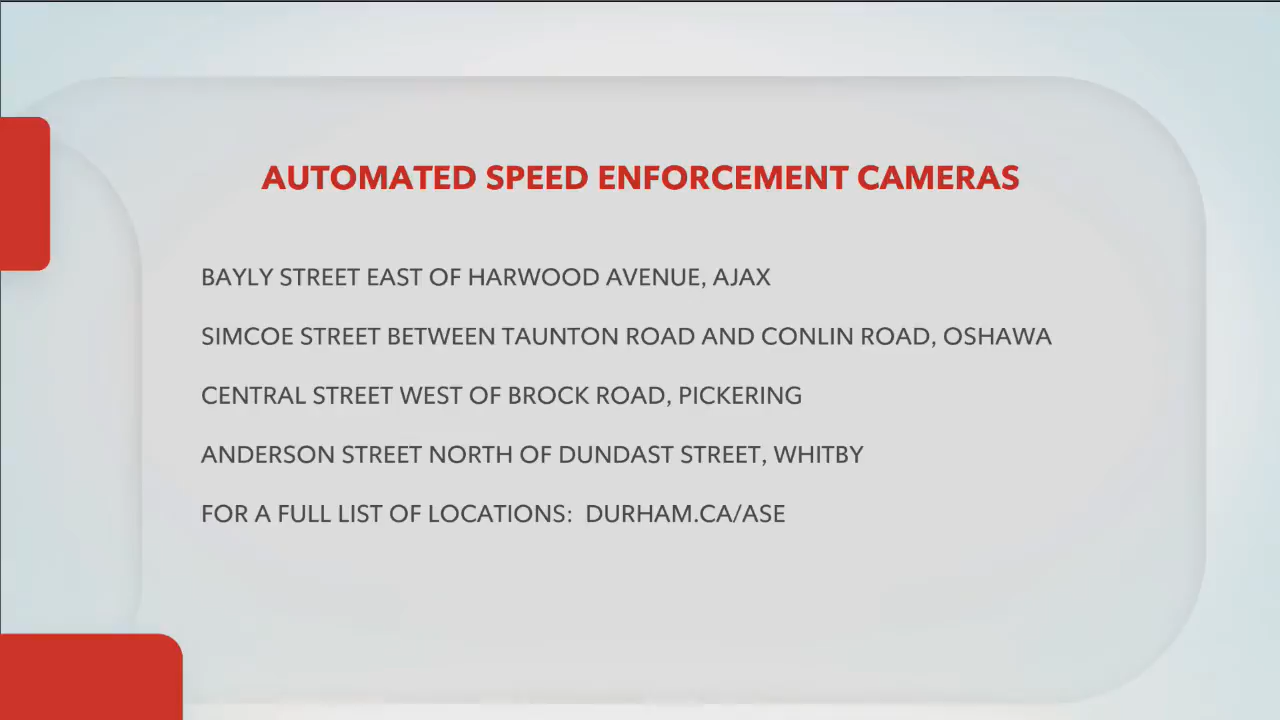 AUTOMATED SPEED ENFORCEMENT CAMERAS
BAYLY STREET EAST OF HARWOOD AVENUE, AJAX
SIMCOE STREET BETWEEN TAUNTON ROAD AND CONLIN ROAD, OSHAWA
CENTRAL STREET WEST OF BROCK ROAD, PICKERING
ANDERSON STREET NORTH OF DUNDAST STREET, WHITBY
FOR A FULL LIST OF LOCATIONS:  DURHAM.CA/ASE